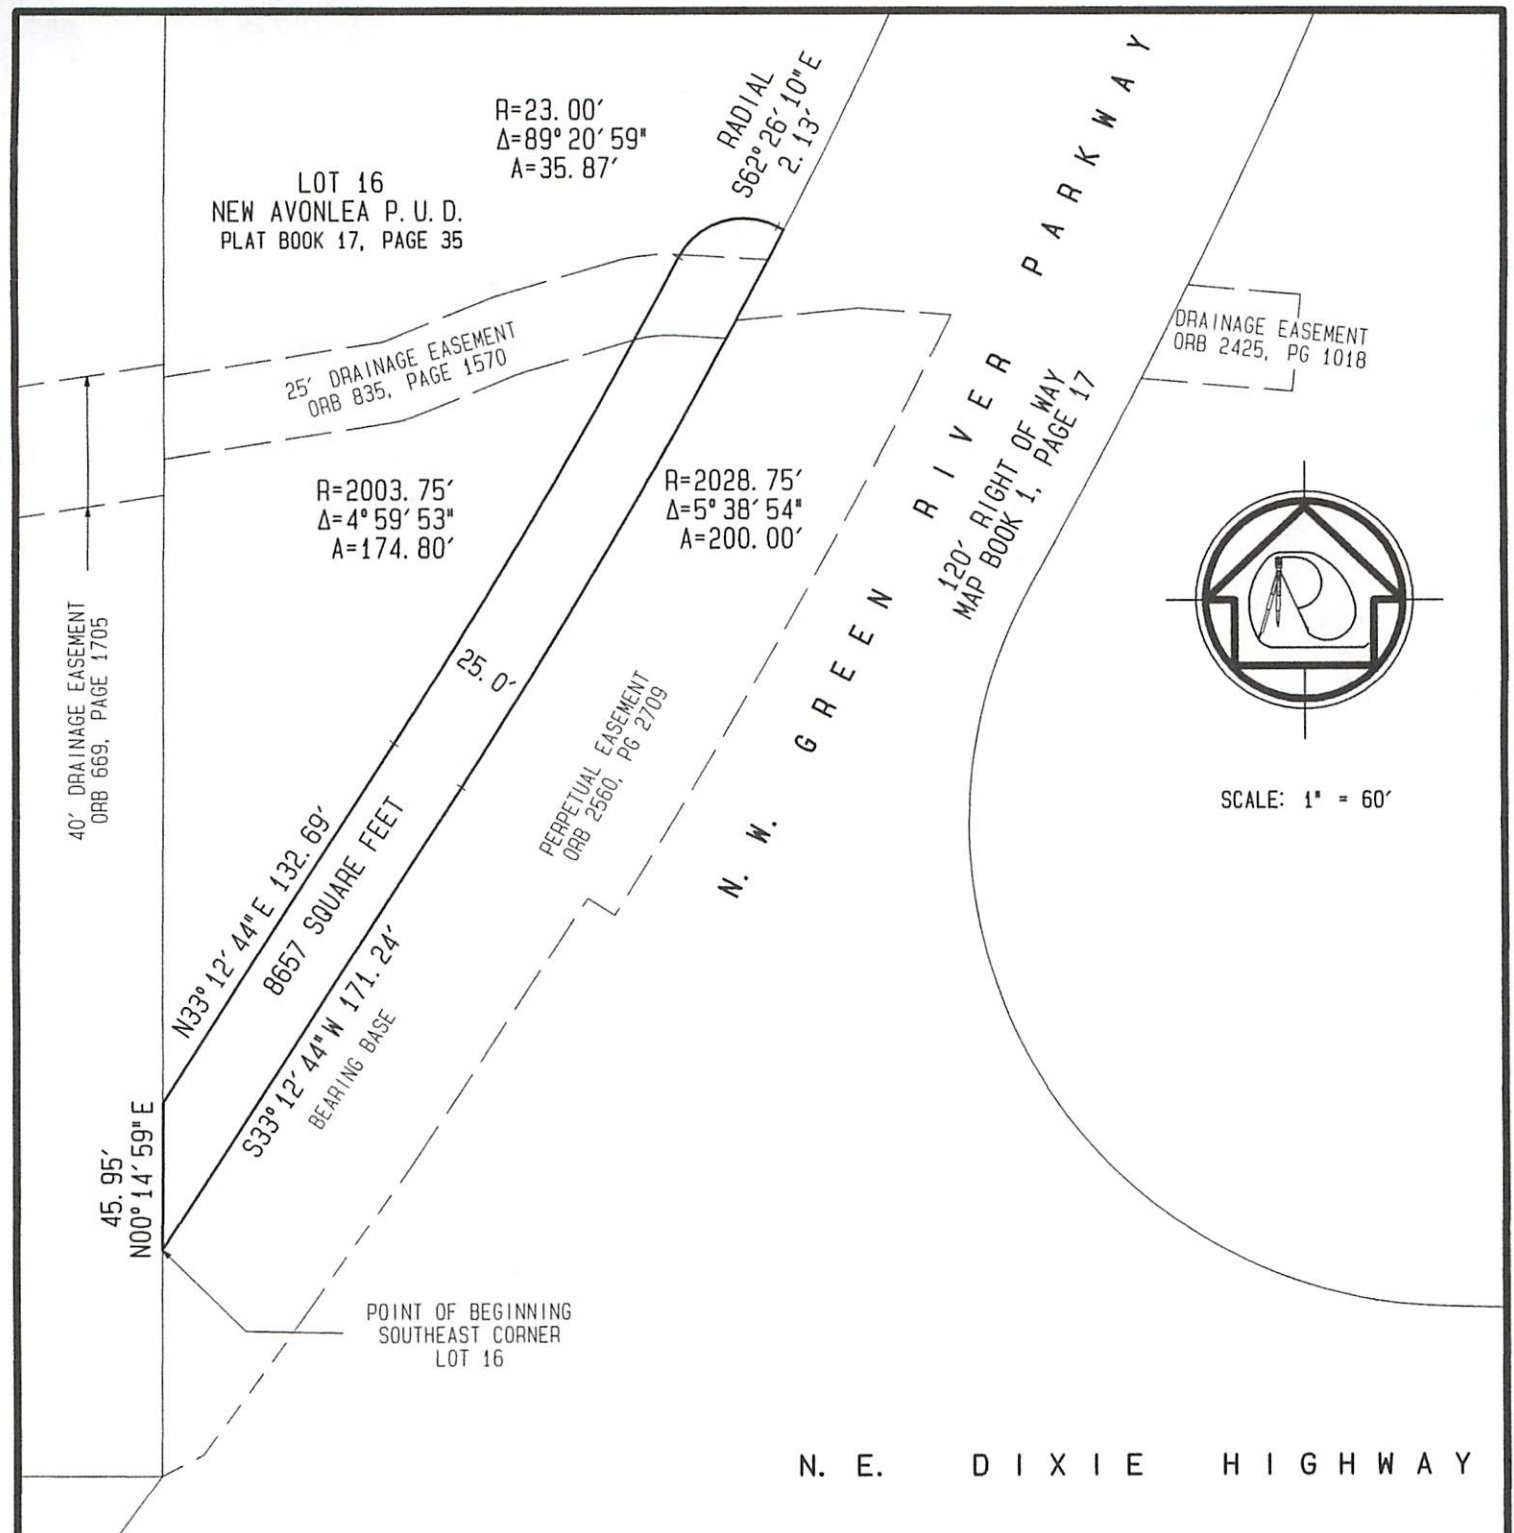 RADIAL
S62°26'10"E
2.13'
R=23.00'
Δ=89°20'59"
A=35.87'
LOT 16
NEW AVONLEA P.U.D.
PLAT BOOK 17, PAGE 35
25' DRAINAGE EASEMENT
ORB 835, PAGE 1570
DRAINAGE EASEMENT
ORB 2425, PG 1018
R=2003.75'
Δ=4°59'53"
A=174.80'
R=2028.75'
Δ=5°38'54"
A=200.00'
N. W. GREEN RIVER PARKWAY
120' RIGHT OF WAY
MAP BOOK 1, PAGE 17
40' DRAINAGE EASEMENT
ORB 669, PAGE 1705
25.0'
PERPETUAL EASEMENT
ORB 2560, PG 2709
SCALE: 1" = 60'
N33°12'44"E 132.69'
8657 SQUARE FEET
S33°12'44"W 171.24'
BEARING BASE
45.95'
N00°14'59"E
POINT OF BEGINNING
SOUTHEAST CORNER
LOT 16
N. E. DIXIE HIGHWAY